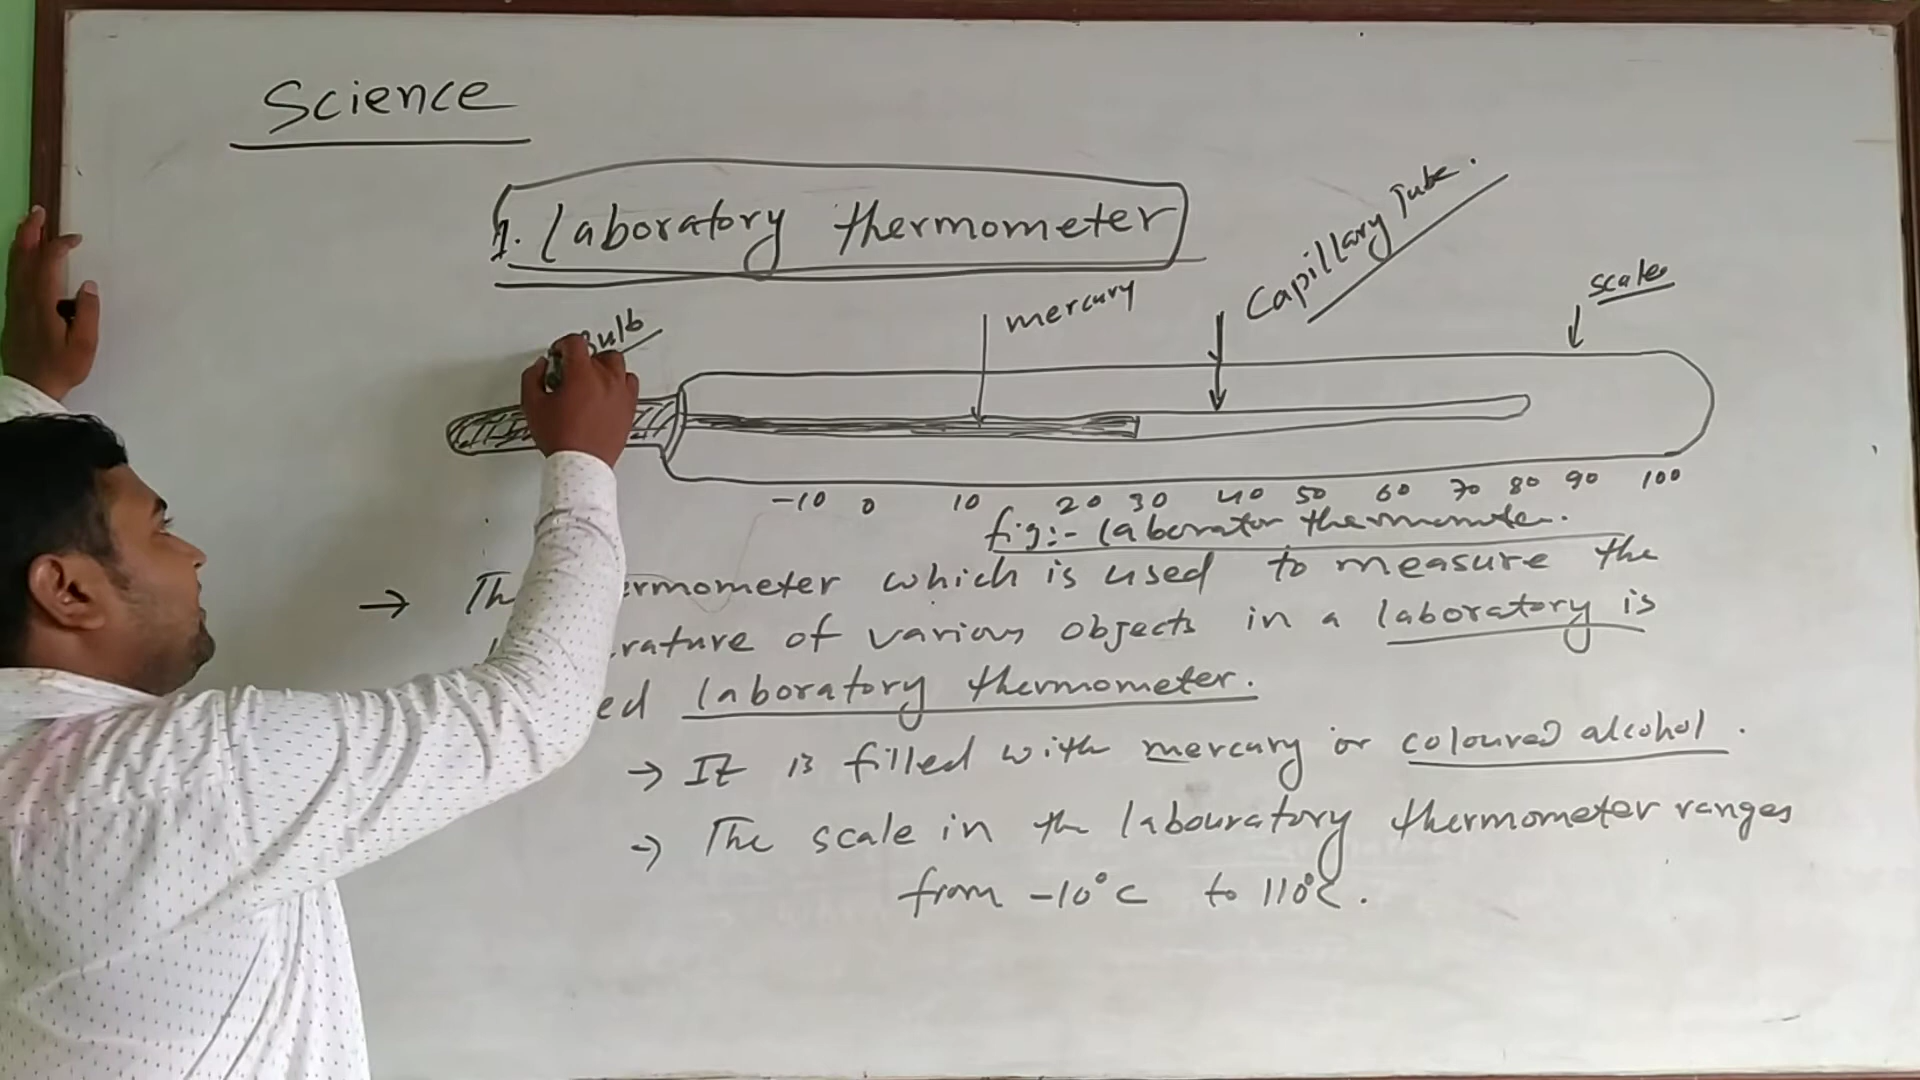 Science
1. Laboratory thermometer
Capillary Tube.
scale
mercury
Bulb
-10 0 10 20 30 40 50 60 70 80 90 100
fig:- Laborator thermometer.
→ Th ermometer which is used to measure the
rature of various objects in a laboratory is
ed laboratory thermometer.
→ It is filled with mercury or coloured alcohol.
→ The scale in the labouratory thermometer ranges
from -10°C to 110°C.